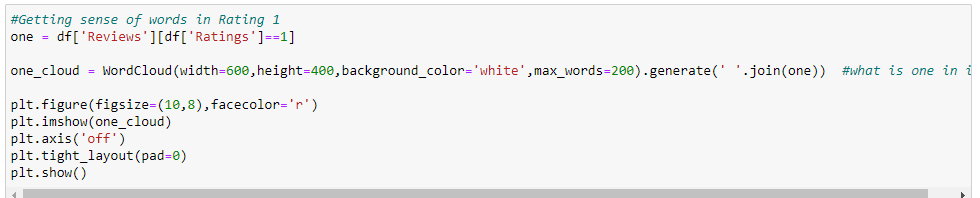 #Getting sense of words in Rating 1
one = df['Reviews'][df['Ratings']==1]
one_cloud = WordCloud(width=600,height=400,background_color='white',max_words=200).generate(' '.join(one))  #what is one in i
plt.figure(figsize=(10,8),facecolor='r')
plt.imshow(one_cloud)
plt.axis('off')
plt.tight_layout(pad=0)
plt.show()